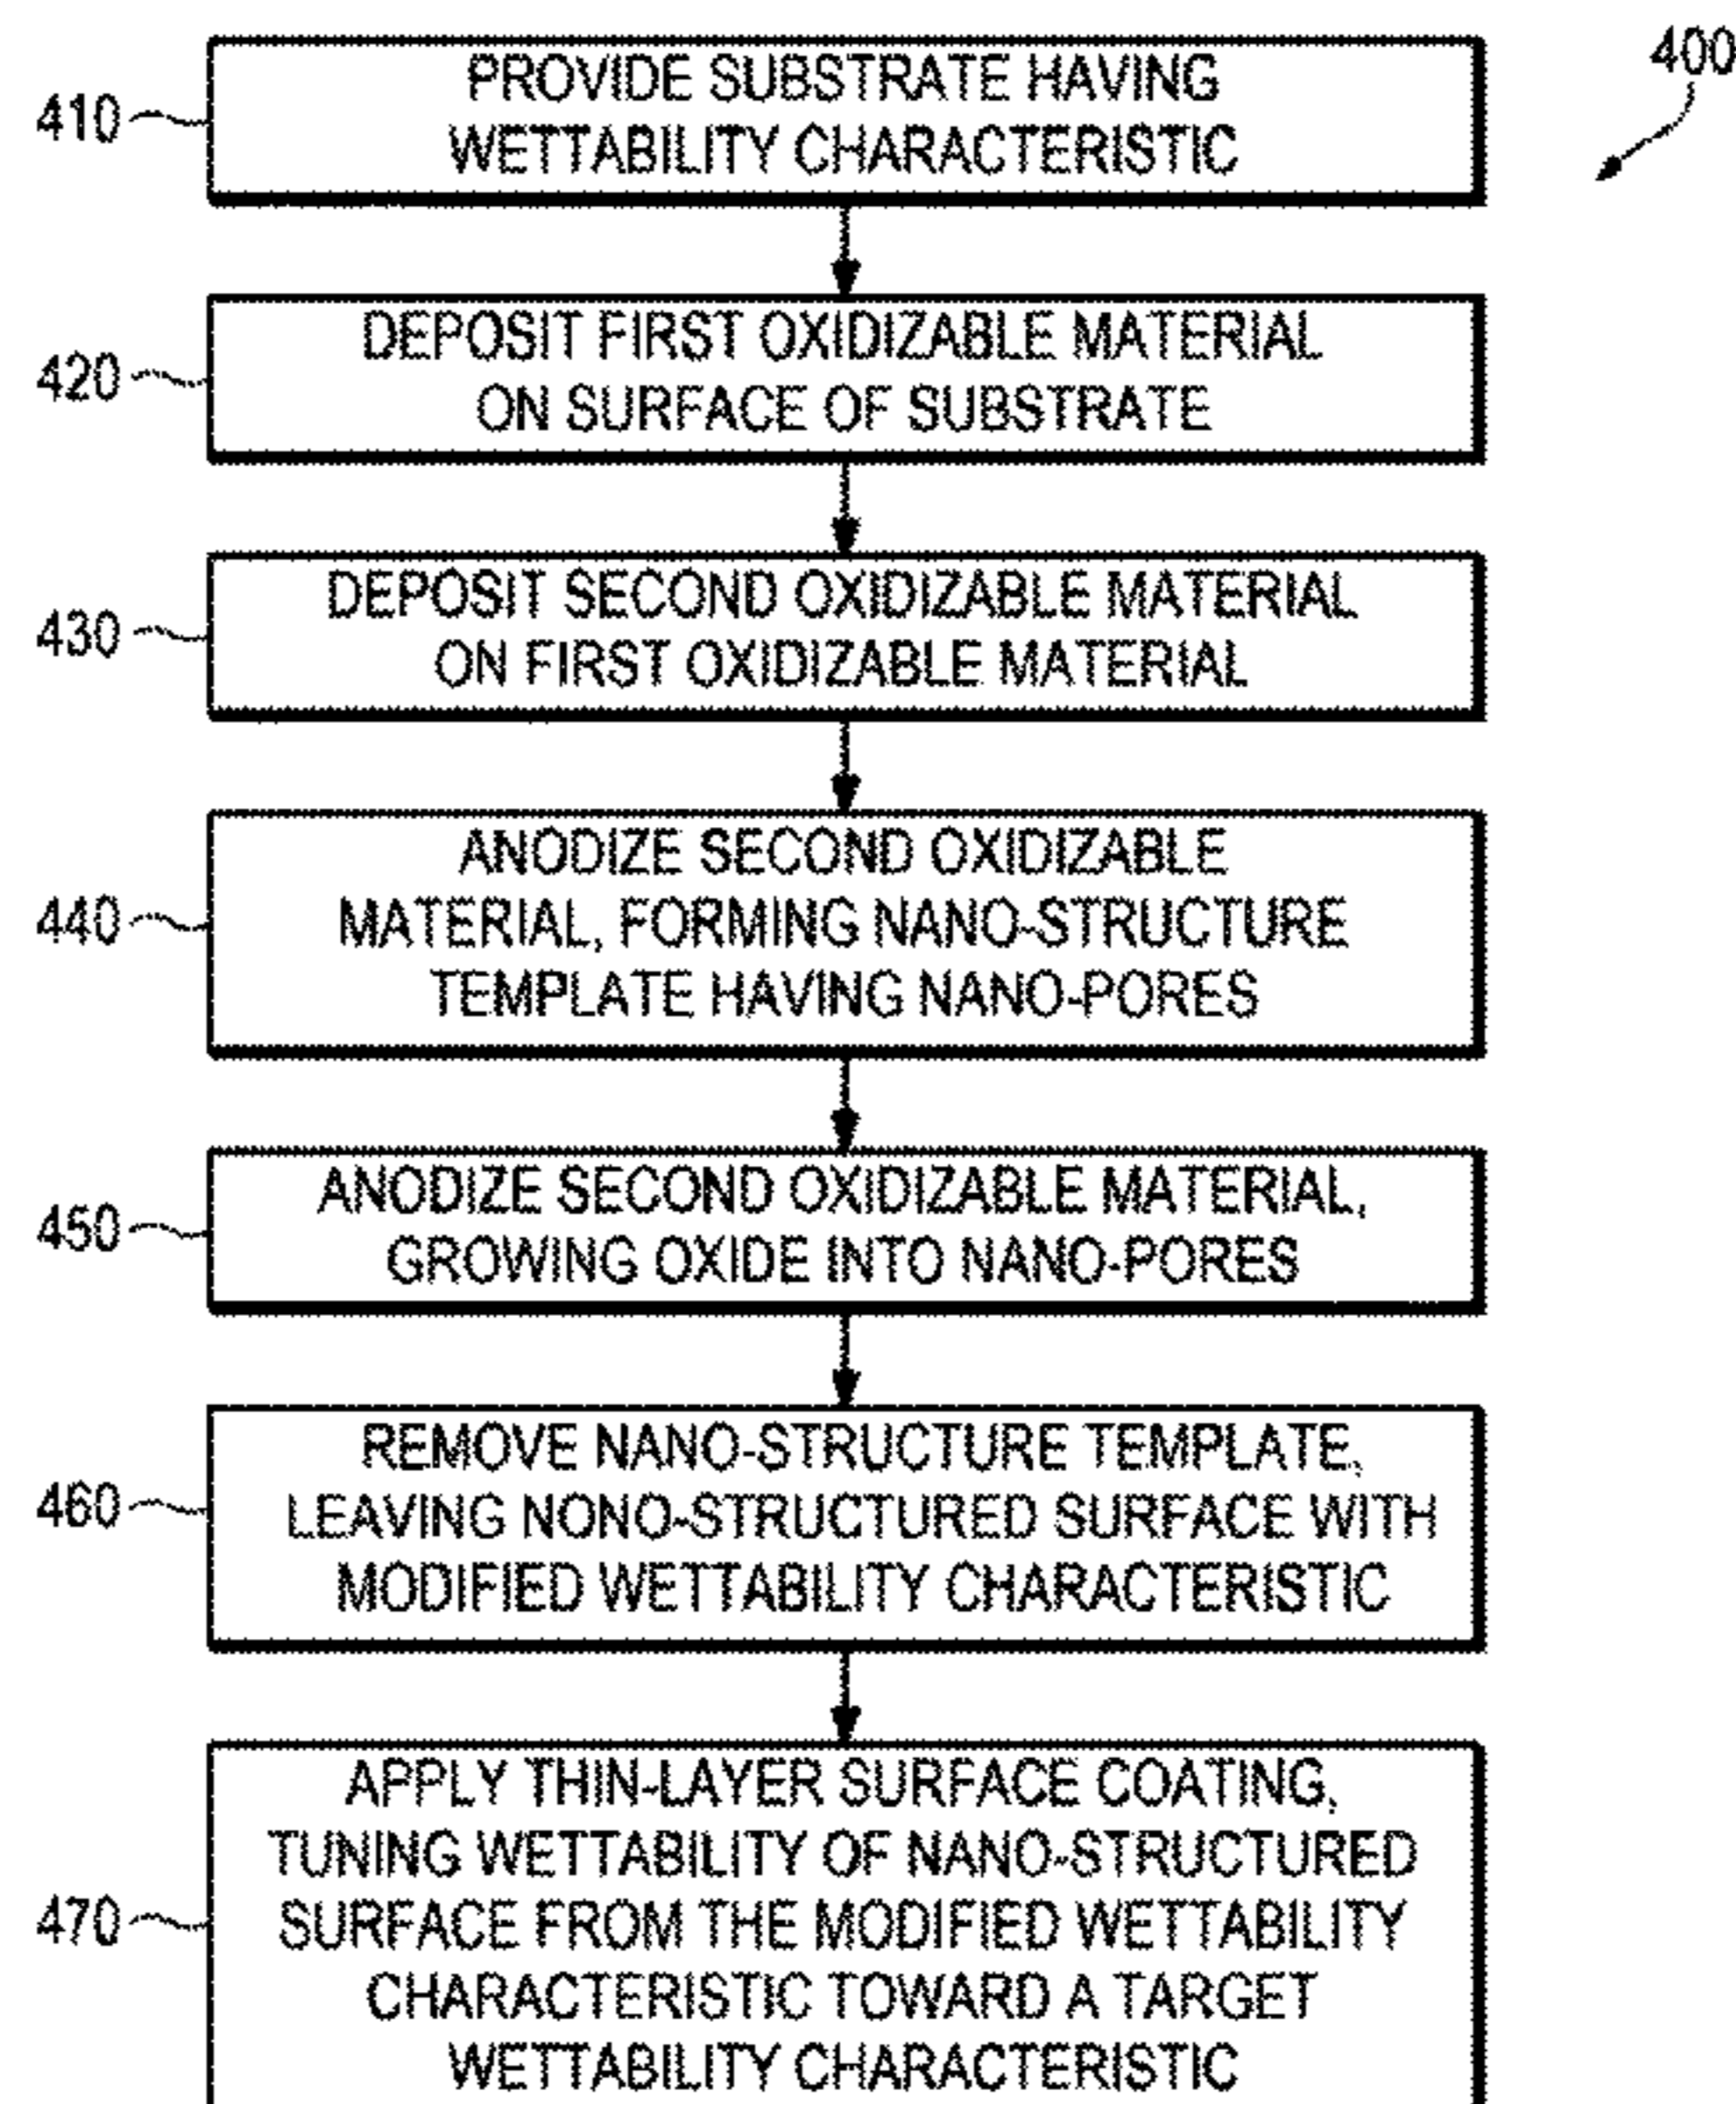 400
410
PROVIDE SUBSTRATE HAVING
WETTABILITY CHARACTERISTIC
420
DEPOSIT FIRST OXIDIZABLE MATERIAL
ON SURFACE OF SUBSTRATE
430
DEPOSIT SECOND OXIDIZABLE MATERIAL
ON FIRST OXIDIZABLE MATERIAL
440
ANODIZE SECOND OXIDIZABLE
MATERIAL, FORMING NANO-STRUCTURE
TEMPLATE HAVING NANO-PORES
450
ANODIZE SECOND OXIDIZABLE MATERIAL,
GROWING OXIDE INTO NANO-PORES
460
REMOVE NANO-STRUCTURE TEMPLATE,
LEAVING NONO-STRUCTURED SURFACE WITH
MODIFIED WETTABILITY CHARACTERISTIC
470
APPLY THIN-LAYER SURFACE COATING,
TUNING WETTABILITY OF NANO-STRUCTURED
SURFACE FROM THE MODIFIED WETTABILITY
CHARACTERISTIC TOWARD A TARGET
WETTABILITY CHARACTERISTIC